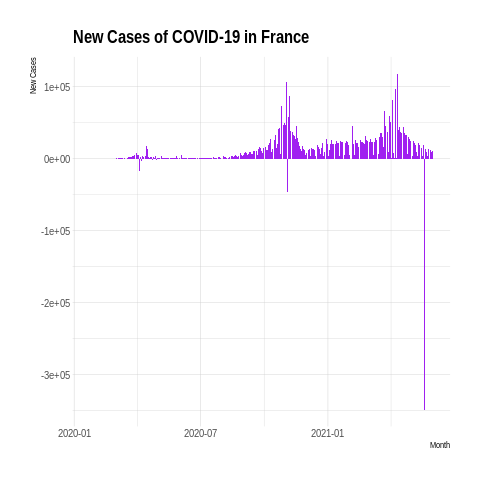 New Cases of COVID-19 in France
New Cases
1e+05
0e+00
-1e+05
-2e+05
-3e+05
2020-01
2020-07
2021-01
Month